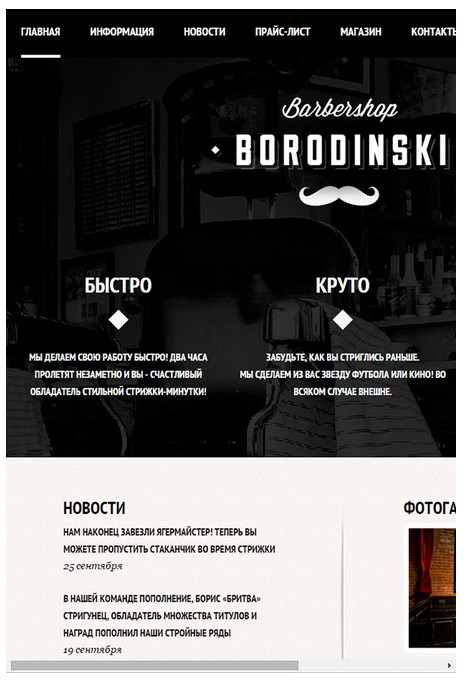 ГЛАВНАЯ ИНФОРМАЦИЯ НОВОСТИ ПРАЙС-ЛИСТ МАГАЗИН КОНТАКТЫ
Barbershop
BORODINSKI
БЫСТРО
МЫ ДЕЛАЕМ СВОЮ РАБОТУ БЫСТРО! ДВА ЧАСА
ПРОЛЕТЯТ НЕЗАМЕТНО И ВЫ - СЧАСТЛИВЫЙ
ОБЛАДАТЕЛЬ СТИЛЬНОЙ СТРИЖКИ-МИНУТКИ!
КРУТО
ЗАБУДЬТЕ, КАК ВЫ СТРИГЛИСЬ РАНЬШЕ.
МЫ СДЕЛАЕМ ИЗ ВАС ЗВЕЗДУ ФУТБОЛА ИЛИ КИНО! ВО
ВСЯКОМ СЛУЧАЕ ВНЕШНЕ.
НОВОСТИ
НАМ НАКОНЕЦ ЗАВЕЗЛИ ЯГЕРМАЙСТЕР! ТЕПЕРЬ ВЫ
МОЖЕТЕ ПРОПУСТИТЬ СТАКАНЧИК ВО ВРЕМЯ СТРИЖКИ
25 сентября
В НАШЕЙ КОМАНДЕ ПОПОЛНЕНИЕ, БОРИС «БРИТВА»
СТРИГУНЕЦ, ОБЛАДАТЕЛЬ МНОЖЕСТВА ТИТУЛОВ И
НАГРАД ПОПОЛНИЛ НАШИ СТРОЙНЫЕ РЯДЫ
19 сентября
ФОТОГА